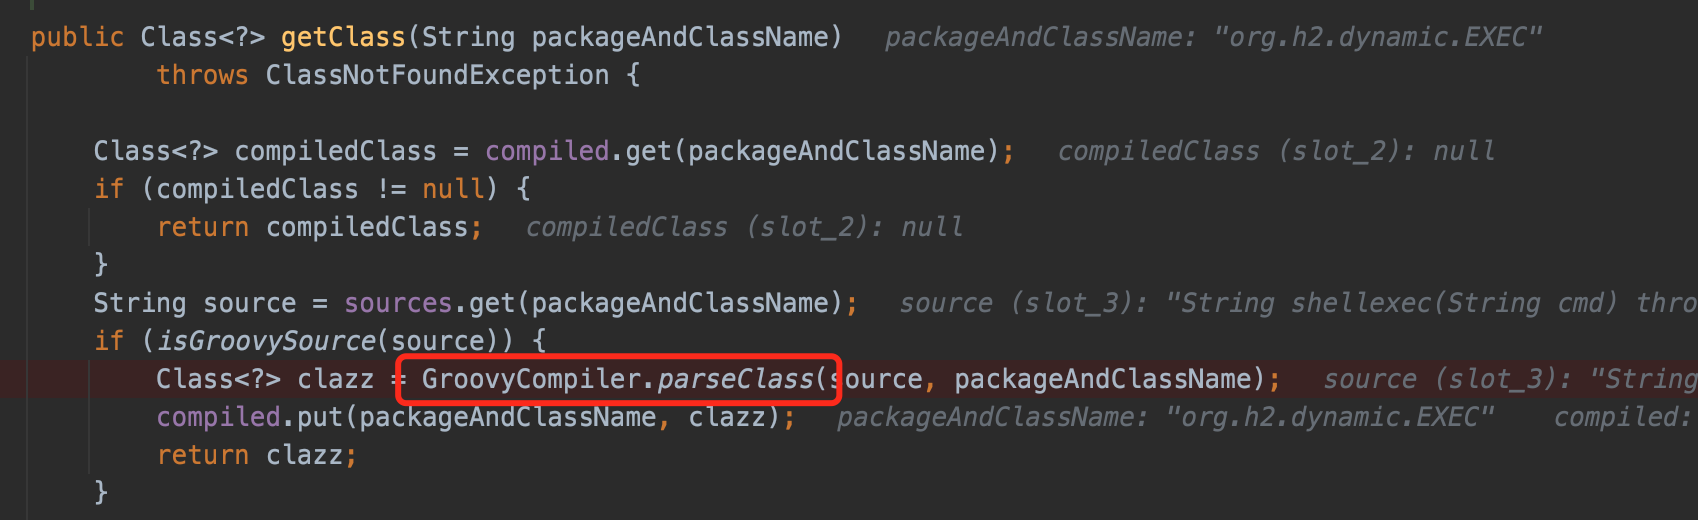 public Class<?> getClass(String packageAndClassName) packageAndClassName: "org.h2.dynamic.EXEC"
throws ClassNotFoundException {
Class<?> compiledClass = compiled.get(packageAndClassName); compiledClass (slot_2): null
if (compiledClass != null) {
return compiledClass; compiledClass (slot_2): null
}
String source = sources.get(packageAndClassName); source (slot_3): "String shellexec(String cmd) thro
if (isGroovySource(source)) {
Class<?> clazz = GroovyCompiler.parseClass(source, packageAndClassName); source (slot_3): "String
compiled.put(packageAndClassName, clazz); packageAndClassName: "org.h2.dynamic.EXEC" compiled:
return clazz;
}